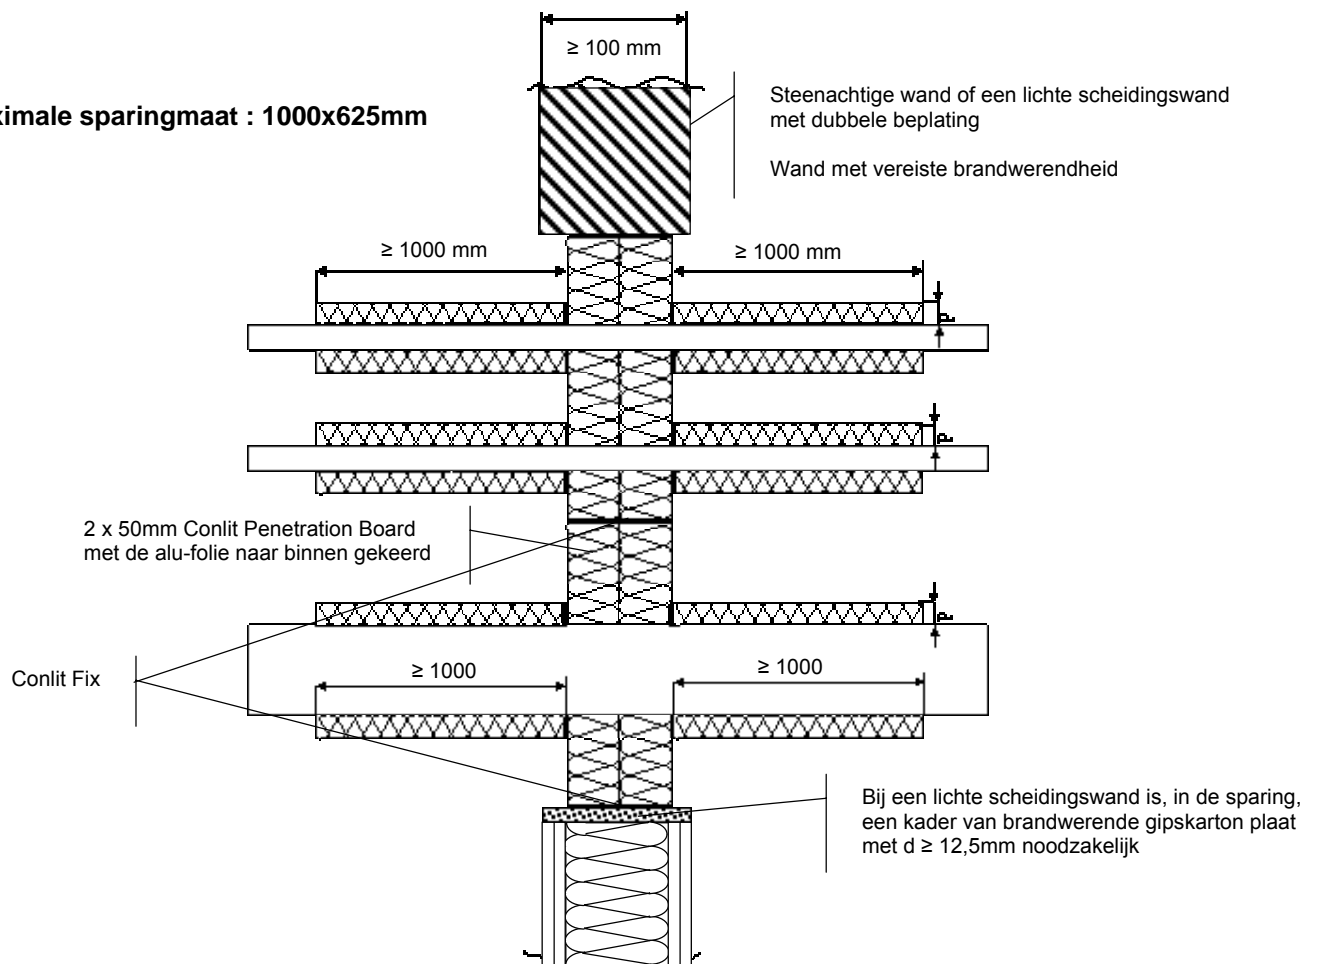 ≥ 100 mm
ximale sparingmaat : 1000x625mm
Steenachtige wand of een lichte scheidingswand
met dubbele beplating
Wand met vereiste brandwerendheid
≥ 1000 mm
≥ 1000 mm
d
d
2 x 50mm Conlit Penetration Board
met de alu-folie naar binnen gekeerd
d
Conlit Fix
≥ 1000
≥ 1000
Bij een lichte scheidingswand is, in de sparing,
een kader van brandwerende gipskarton plaat
met d ≥ 12,5mm noodzakelijk